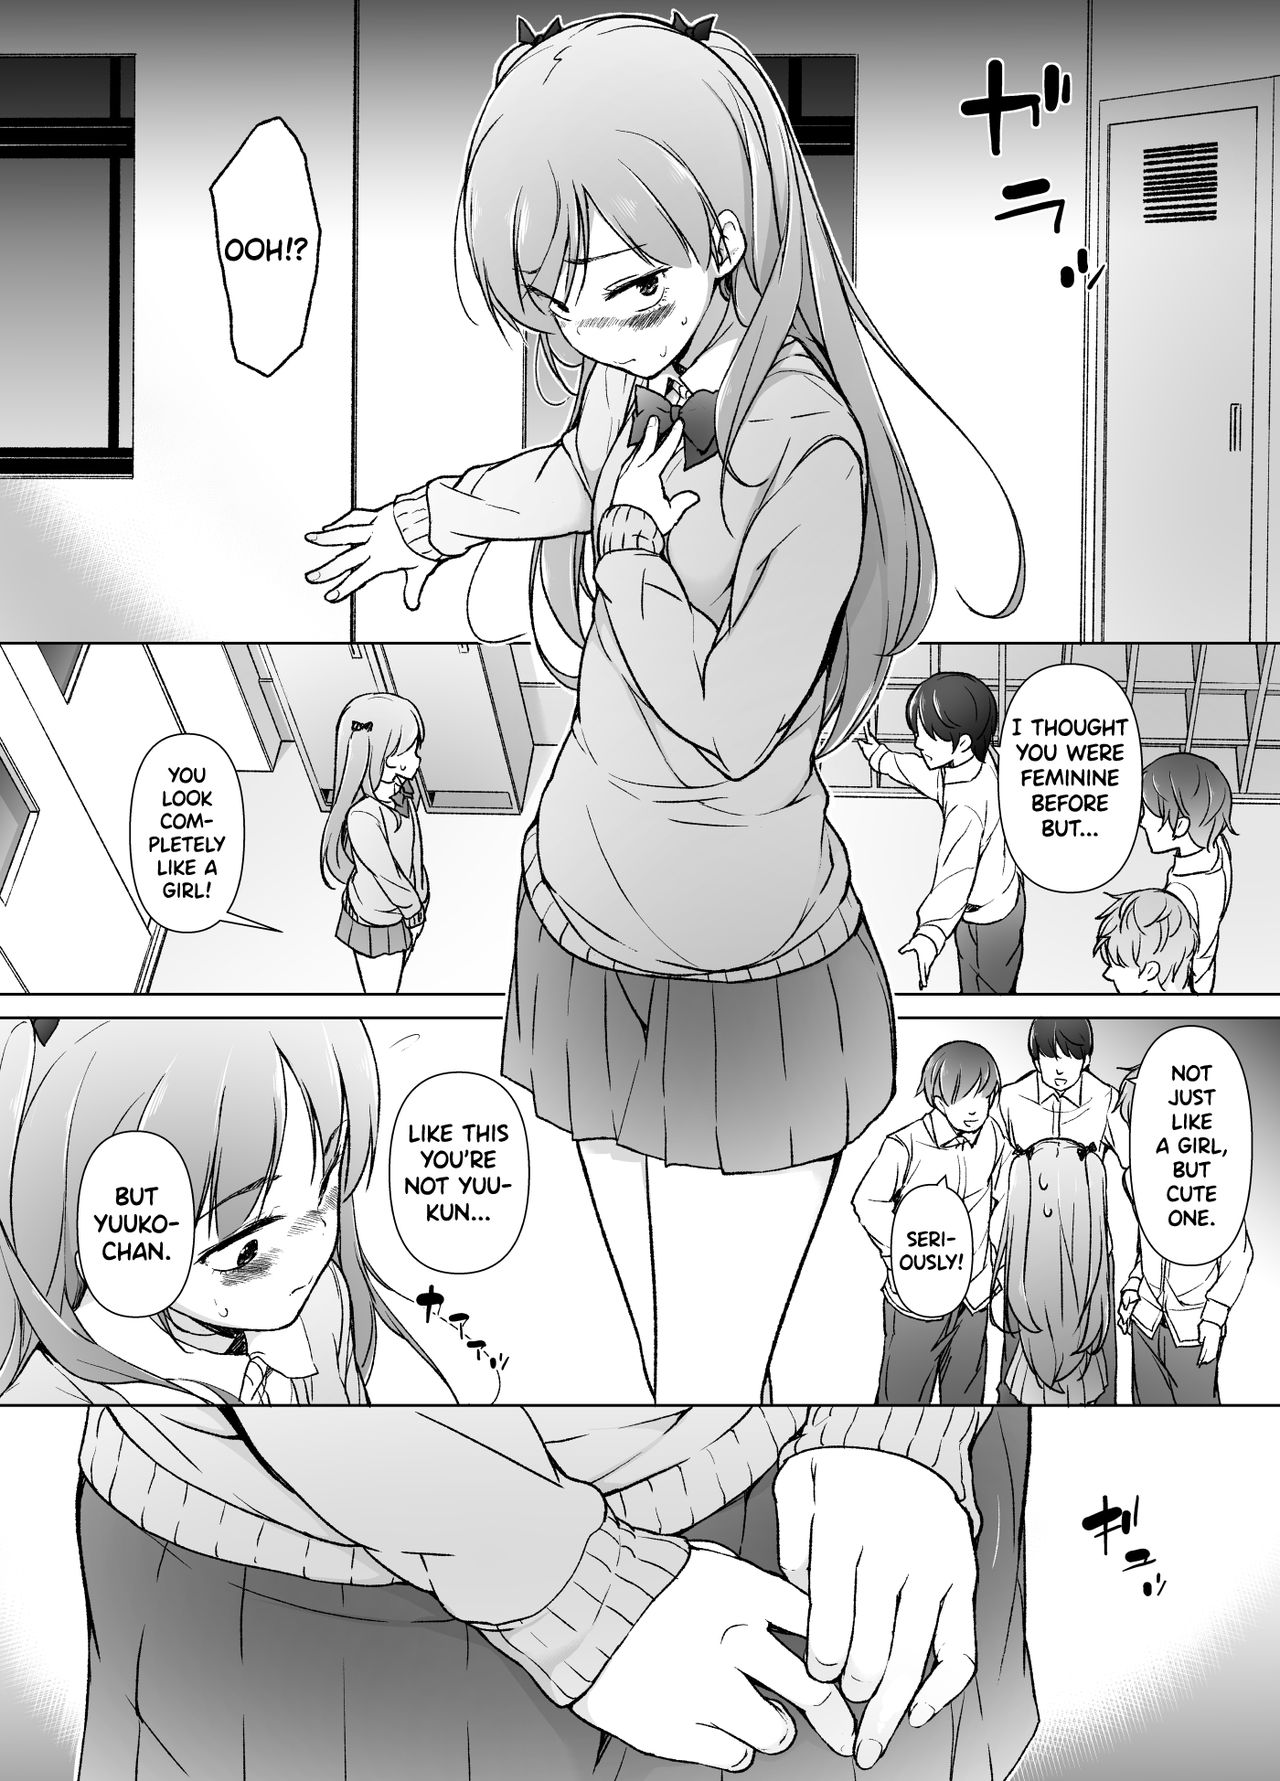 ガ
ラッ
OOH!?
I THOUGHT
YOU WERE
FEMININE
BEFORE
BUT...
YOU
LOOK
COM-
PLETELY
LIKE A
GIRL!
NOT
JUST
LIKE
A GIRL,
BUT
CUTE
ONE.
SERI-
OUSLY!
LIKE THIS
YOU'RE
NOT YUU-
KUN...
BUT
YUUKO-
CHAN.
ギュッ